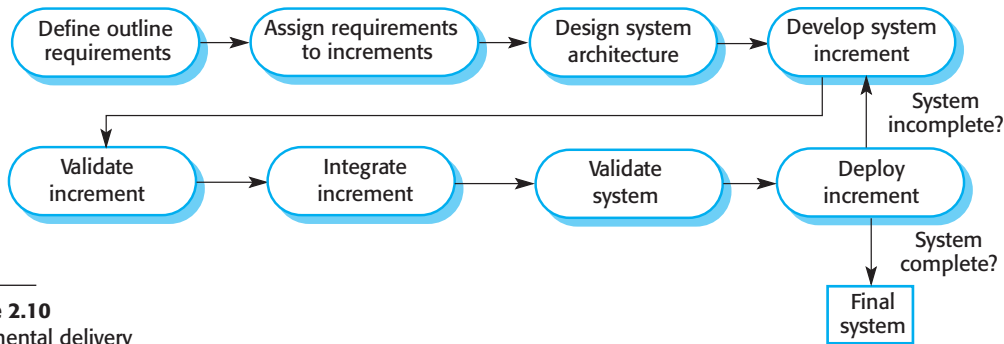 Define outline
requirements
Assign requirements
to increments
Design system
architecture
Develop system
increment
System
incomplete?
Validate
increment
Integrate
increment
Validate
system
Deploy
increment
System
complete?
Final
system
2.10
mental delivery